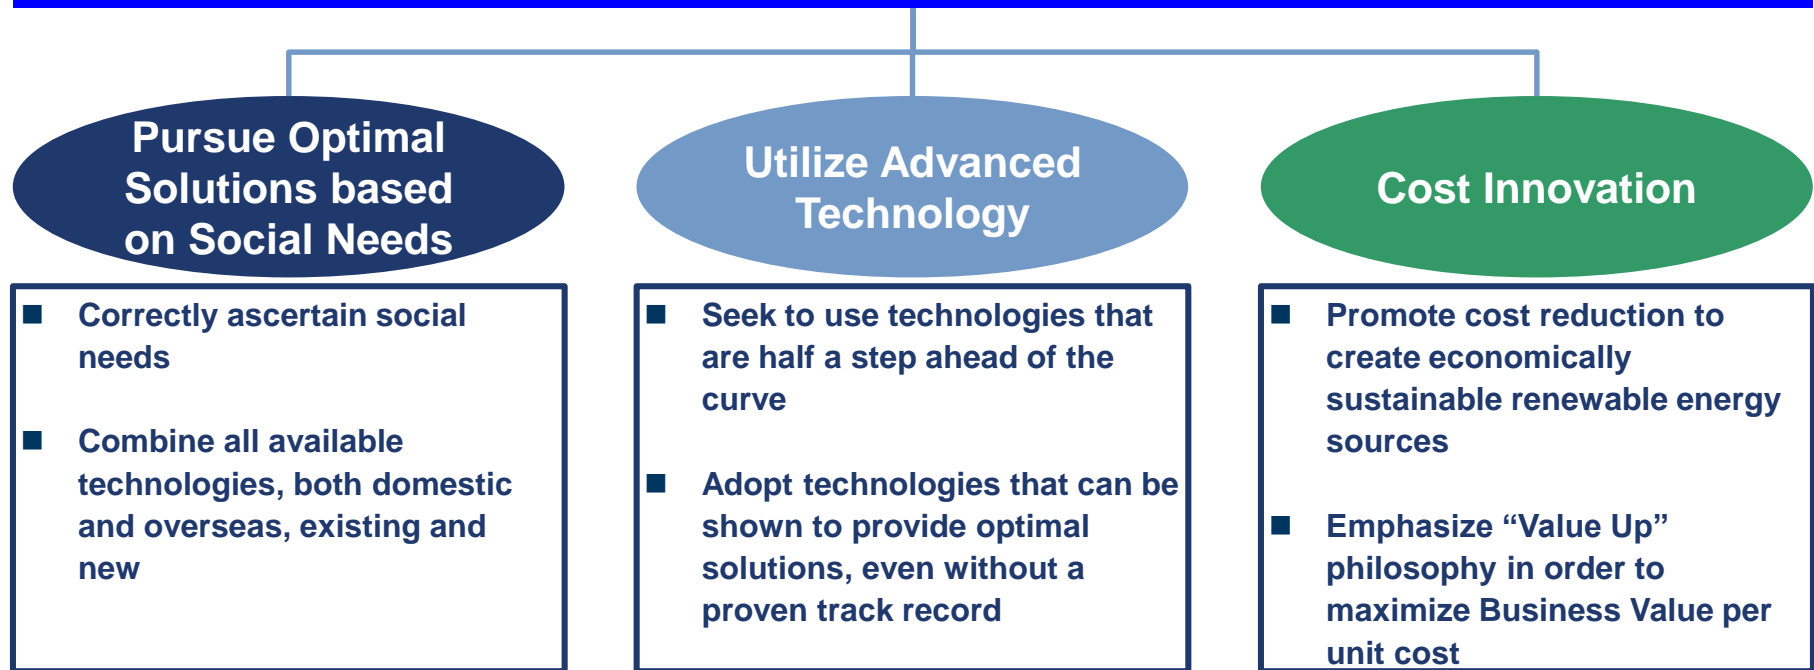 Pursue Optimal
Solutions based
on Social Needs
■ Correctly ascertain social
needs
■ Combine all available
technologies, both domestic
and overseas, existing and
new
Utilize Advanced
Technology
■ Seek to use technologies that
are half a step ahead of the
curve
■ Adopt technologies that can be
shown to provide optimal
solutions, even without a
proven track record
Cost Innovation
■ Promote cost reduction to
create economically
sustainable renewable energy
sources
■ Emphasize “Value Up”
philosophy in order to
maximize Business Value per
unit cost